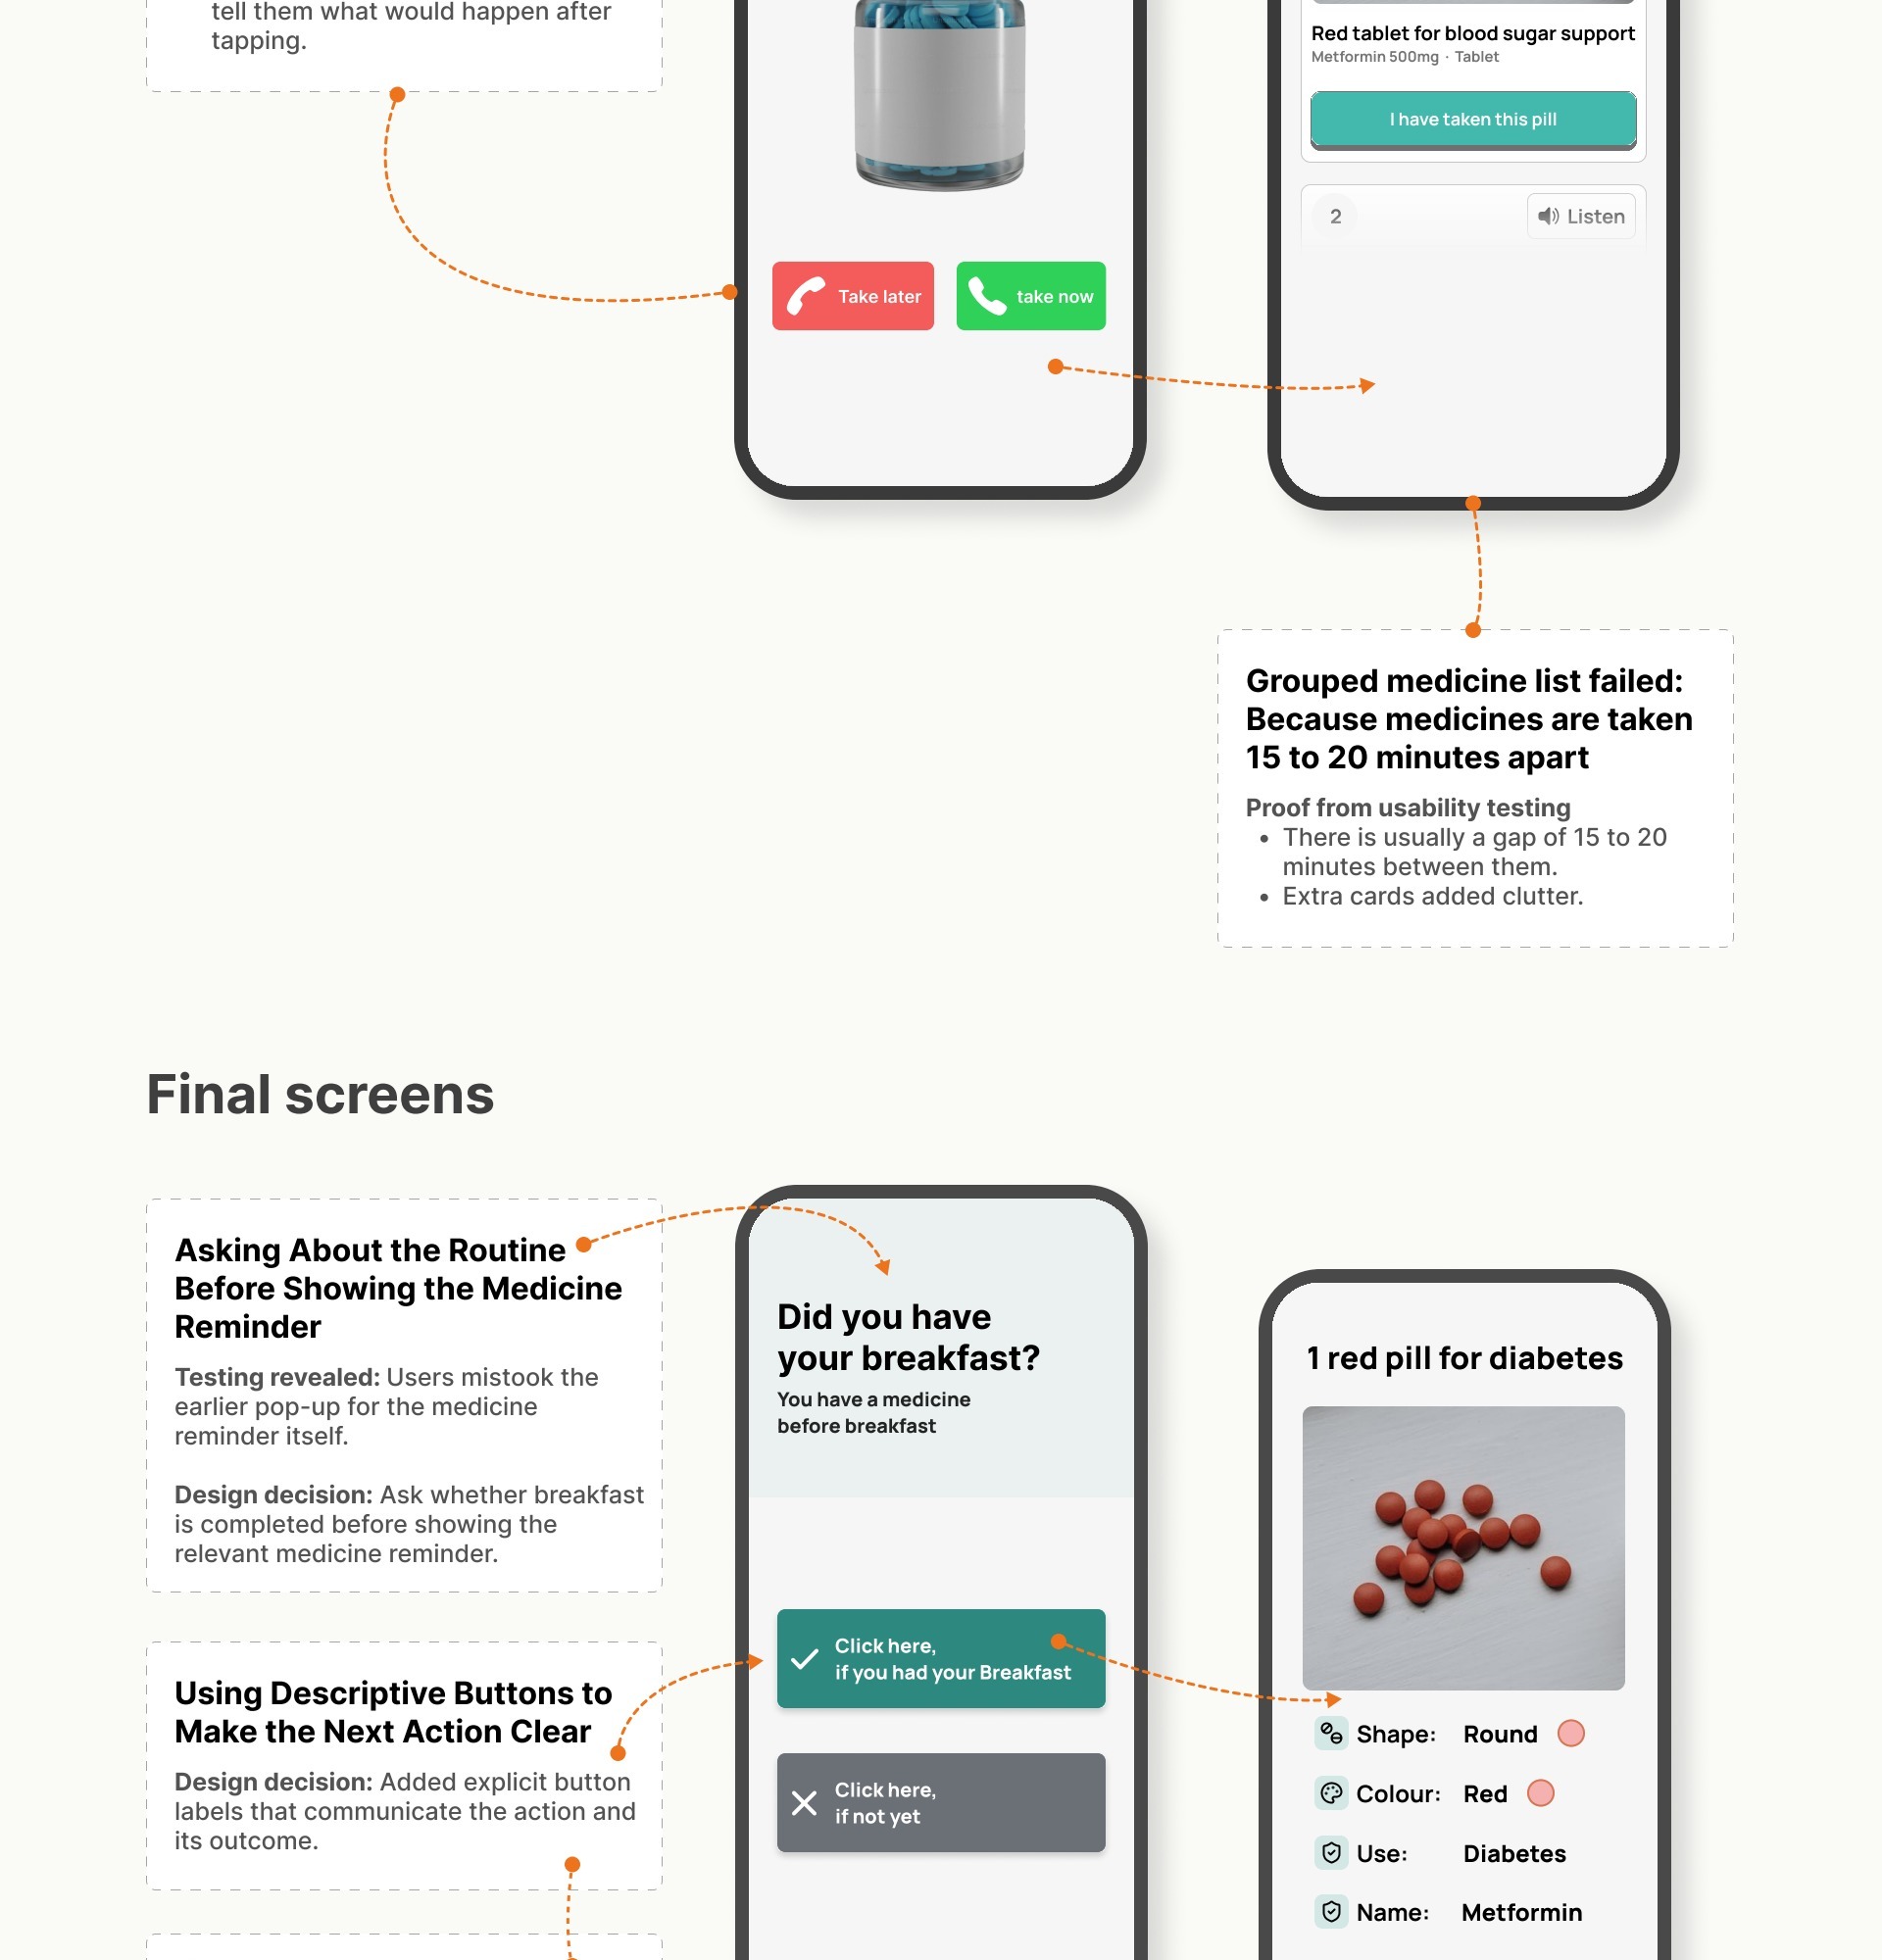 tell them what would happen after
tapping.
Red tablet for blood sugar support
Metformin 500mg · Tablet
I have taken this pill
2
Listen
Take later
take now
Grouped medicine list failed:
Because medicines are taken
15 to 20 minutes apart
Proof from usability testing
• There is usually a gap of 15 to 20
minutes between them.
• Extra cards added clutter.
Final screens
Asking About the Routine
Before Showing the Medicine
Reminder
Testing revealed: Users mistook the
earlier pop-up for the medicine
reminder itself.
Design decision: Ask whether breakfast
is completed before showing the
relevant medicine reminder.
Using Descriptive Buttons to
Make the Next Action Clear
Design decision: Added explicit button
labels that communicate the action and
its outcome.
Did you have
your breakfast?
You have a medicine
before breakfast
Click here,
if you had your Breakfast
Click here,
if not yet
1 red pill for diabetes
Shape: Round
Colour: Red
Use: Diabetes
Name: Metformin